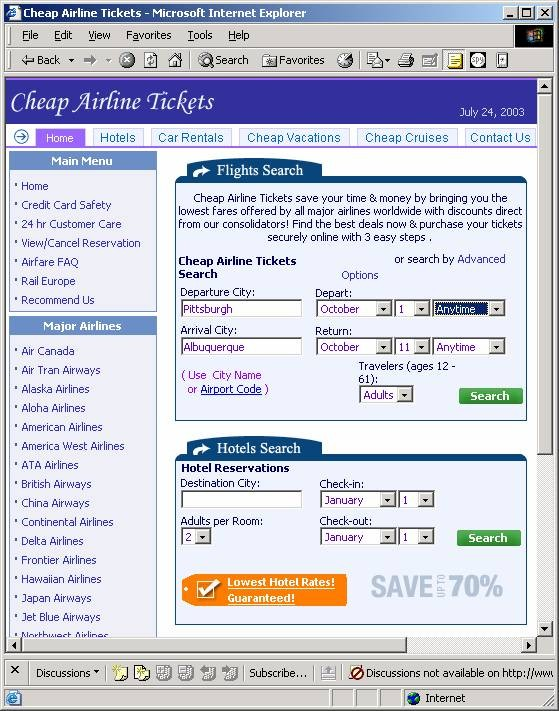 Cheap Airline Tickets - Microsoft Internet Explorer
File Edit View Favorites Tools Help
Back Search Favorites
Cheap Airline Tickets
July 24, 2003
Home Hotels Car Rentals Cheap Vacations Cheap Cruises Contact Us
Main Menu
Home
Credit Card Safety
24 hr Customer Care
View/Cancel Reservation
Airfare FAQ
Rail Europe
Recommend Us
Major Airlines
Air Canada
Air Tran Airways
Alaska Airlines
Aloha Airlines
American Airlines
America West Airlines
ATA Airlines
British Airways
China Airways
Continental Airlines
Delta Airlines
Frontier Airlines
Hawaiian Airlines
Japan Airways
Jet Blue Airways
Northwest Airlines
Flights Search
Cheap Airline Tickets save your time & money by bringing you the
lowest fares offered by all major airlines worldwide with discounts direct
from our consolidators! Find the best deals now & purchase your tickets
securely online with 3 easy steps .
Cheap Airline Tickets
Search
or search by Advanced
Options
Departure City: Depart:
Pittsburgh October 1 Anytime
Arrival City: Return:
Albuquerque October 11 Anytime
( Use City Name
or Airport Code )
Travelers (ages 12 -
61):
Adults Search
Hotels Search
Hotel Reservations
Destination City: Check-in:
January 1
Adults per Room: Check-out:
2 January 1 Search
Lowest Hotel Rates!
Guaranteed!
SAVE UP TO 70%
Discussions Subscribe... Discussions not available on http://www
Internet